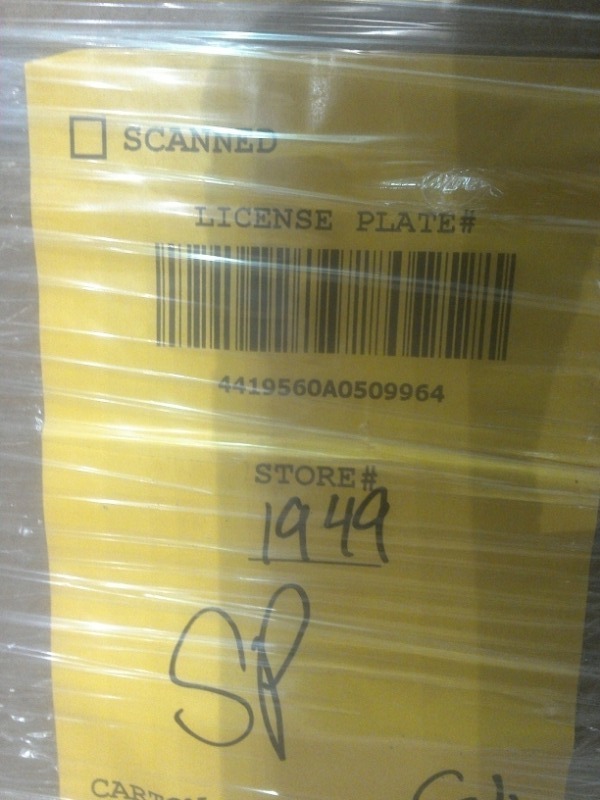 SCANNED
LICENSE PLATE#
4419560A0509964
STORE#
1949
SP